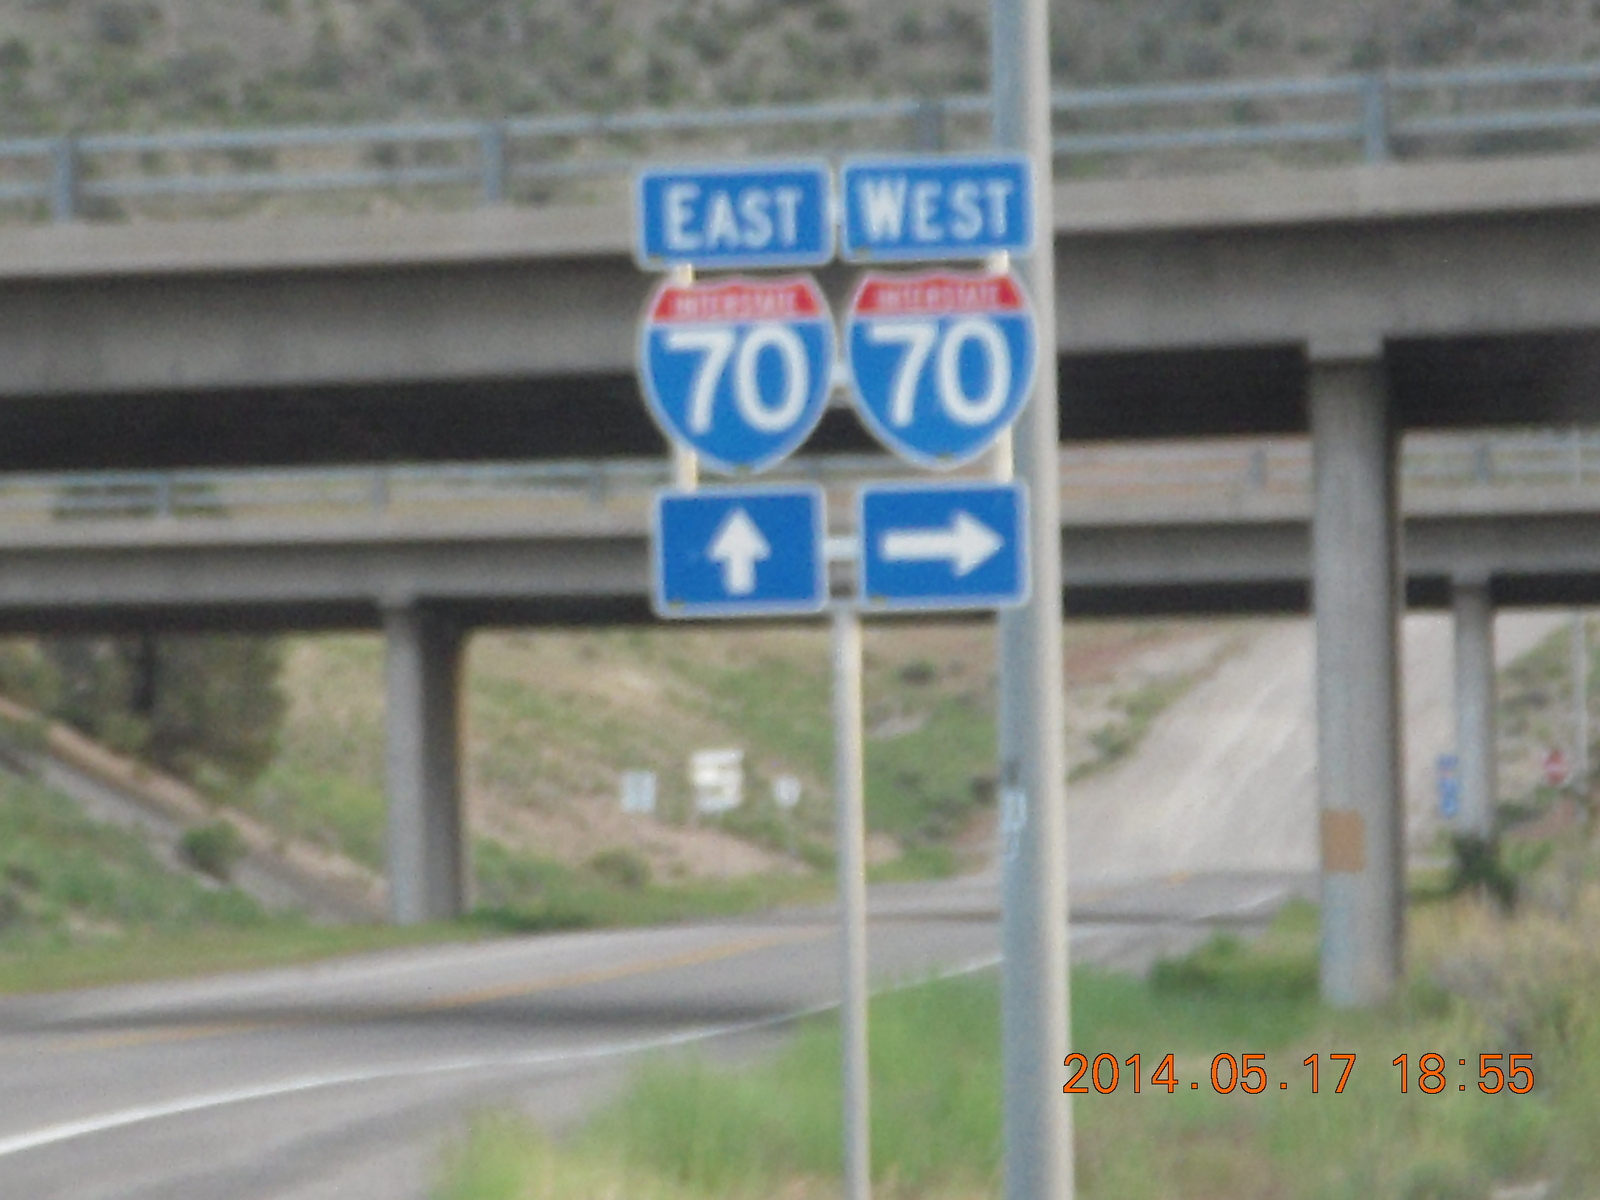 EAST WEST
INTERSTATE INTERSTATE
70 70
2014.05.17 18:55